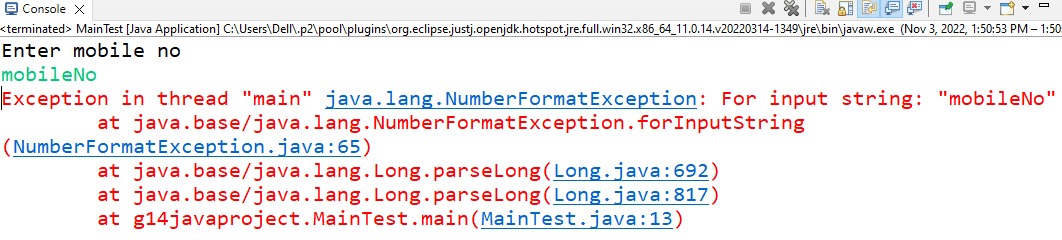 Console
<terminated> MainTest [Java Application] C:\Users\Dell\.p2\pool\plugins\org.eclipse.justj.openjdk.hotspot.jre.full.win32.x86_64_11.0.14.v20220314-1349\jre\bin\javaw.exe (Nov 3, 2022, 1:50:53 PM – 1:50
Enter mobile no
mobileNo
Exception in thread "main" java.lang.NumberFormatException: For input string: "mobileNo"
at java.base/java.lang.NumberFormatException.forInputString
(NumberFormatException.java:65)
at java.base/java.lang.Long.parseLong(Long.java:692)
at java.base/java.lang.Long.parseLong(Long.java:817)
at g14javaproject.MainTest.main(MainTest.java:13)